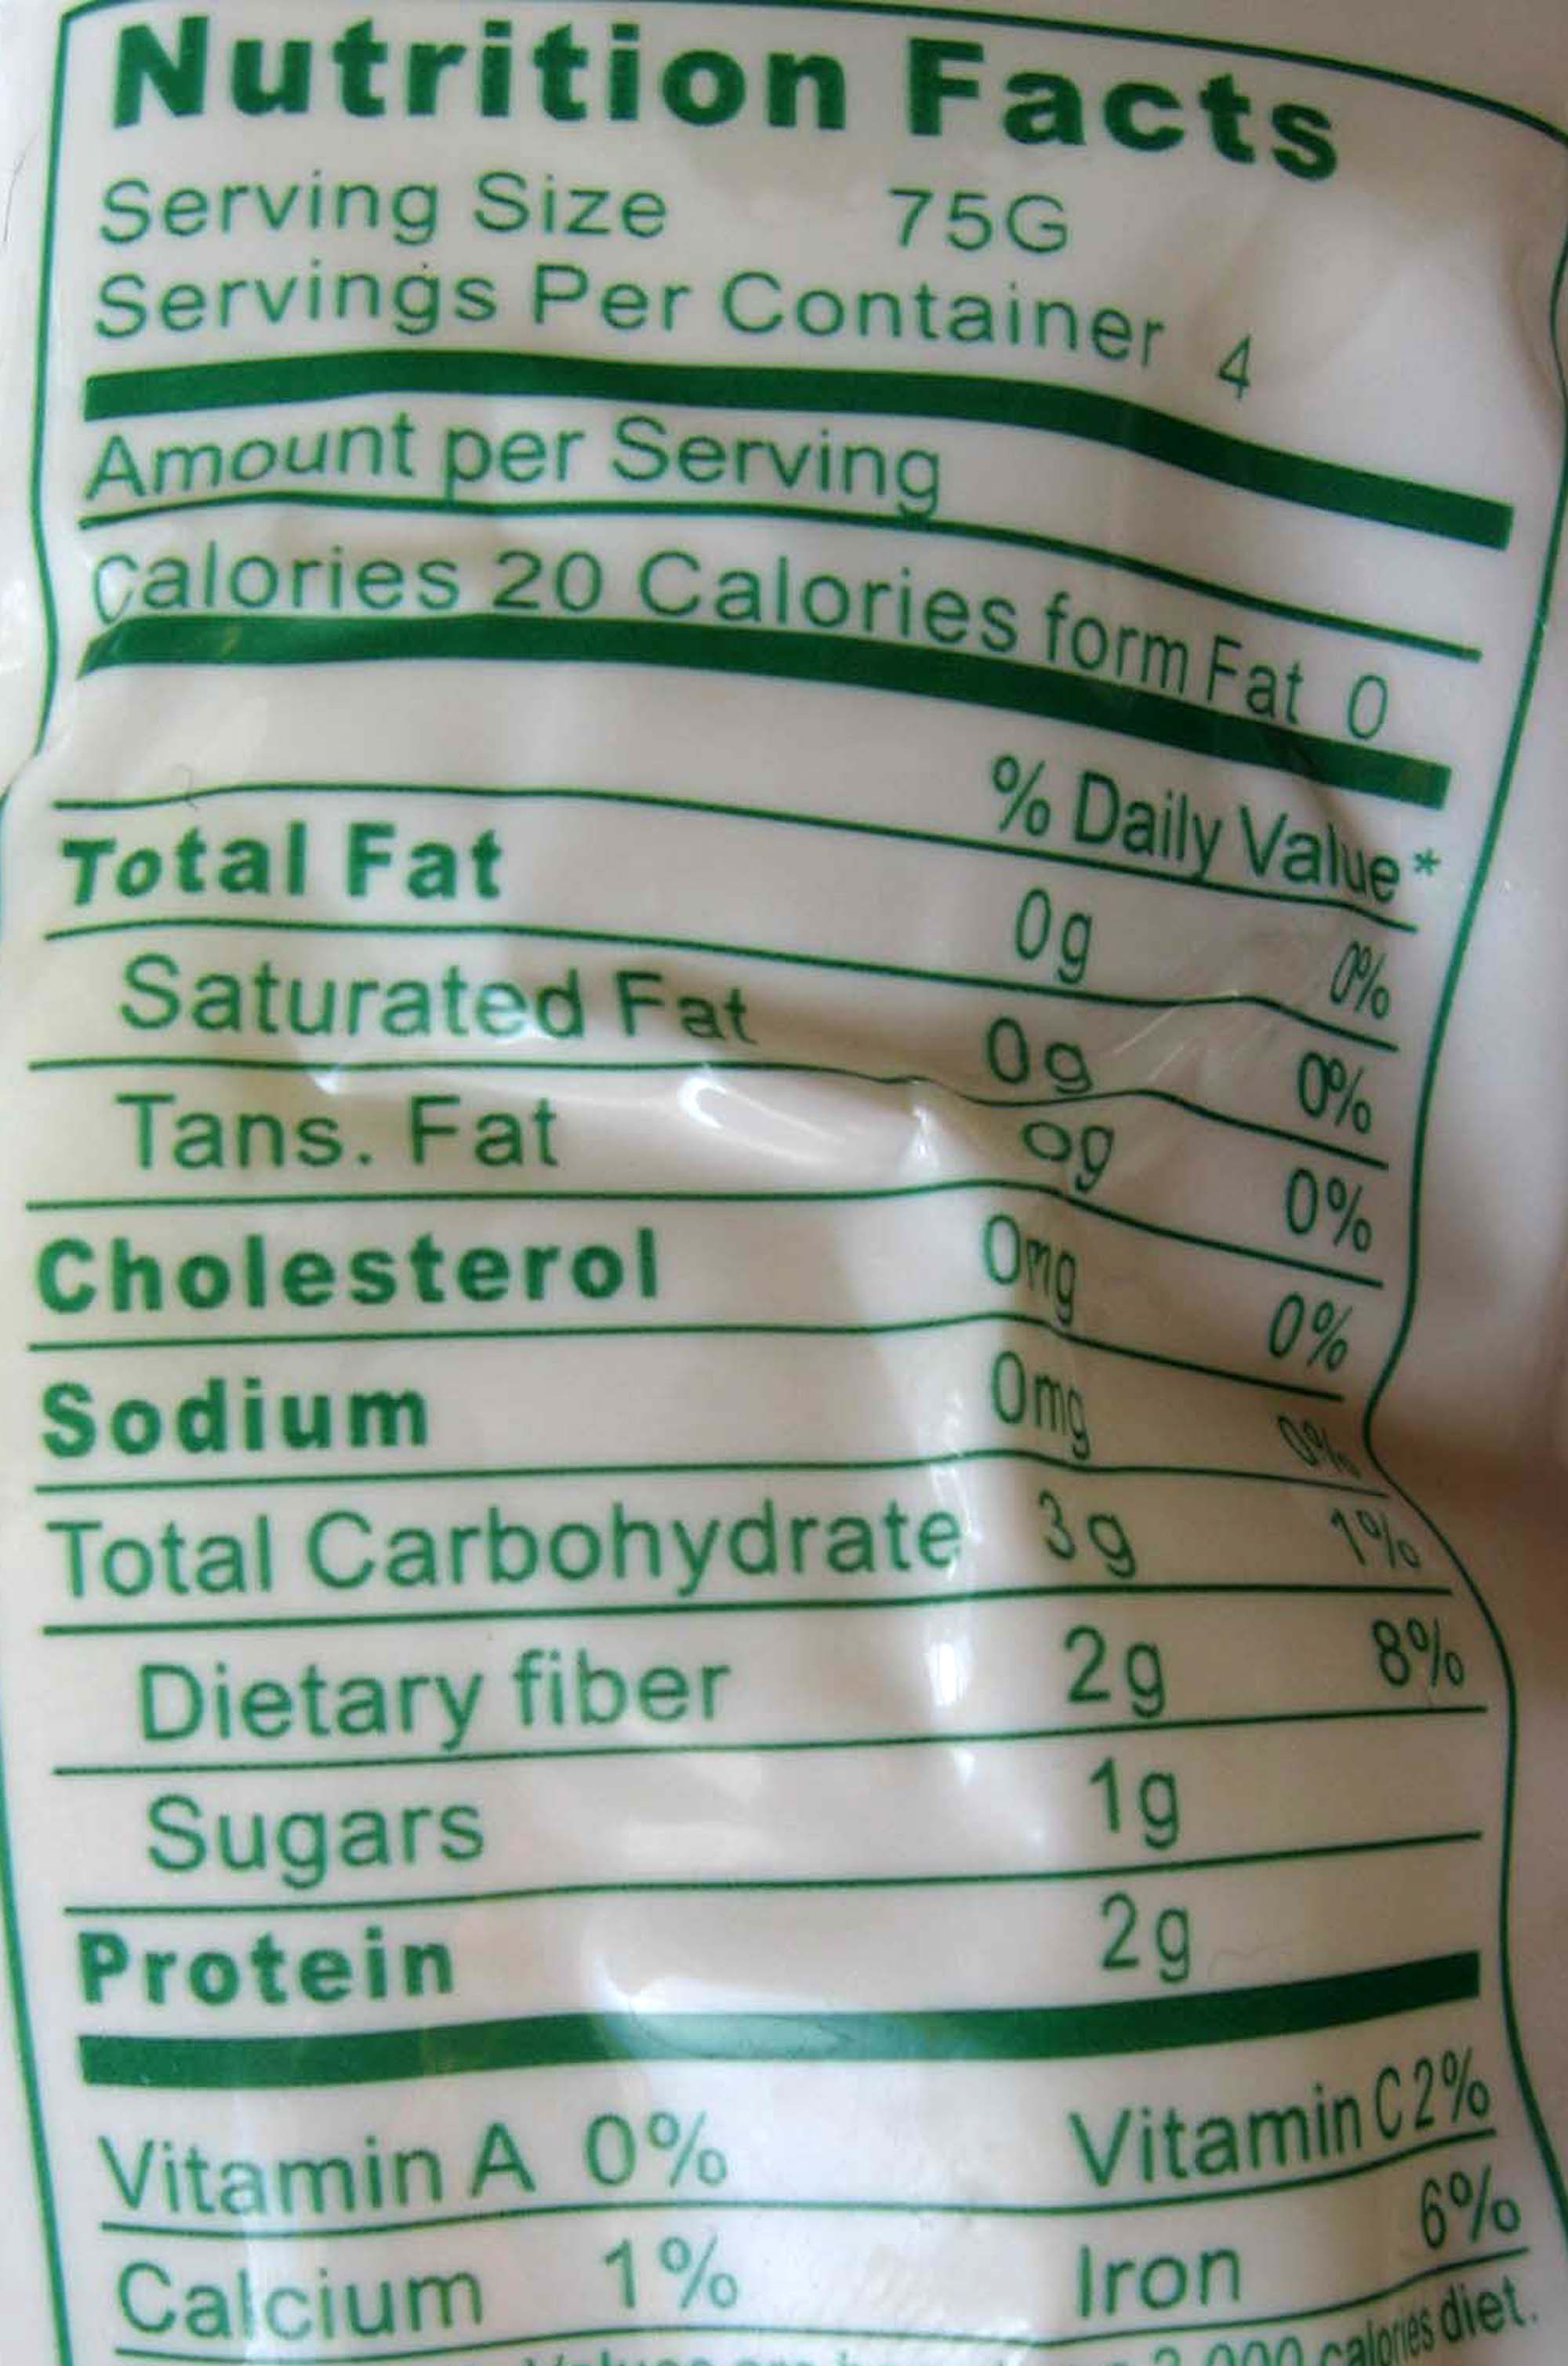 Nutrition Facts
Serving Size 75G
Servings Per Container 4
Amount per Serving
Calories 20 Calories form Fat 0
% Daily Value*
Total Fat 0g 0%
Saturated Fat 0g 0%
Tans. Fat 0g 0%
Cholesterol 0mg 0%
Sodium 0mg 0%
Total Carbohydrate 3g 1%
Dietary fiber 2g 8%
Sugars 1g
Protein 2g
Vitamin A 0% Vitamin C 2%
Calcium 1% Iron 6%
calories diet.